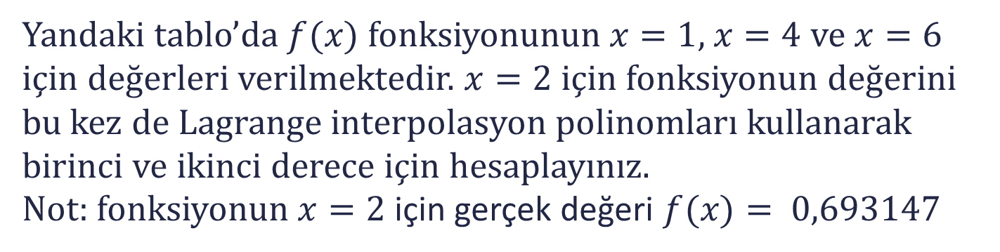 Yandaki tablo’da f(x) fonksiyonunun x = 1, x = 4 ve x = 6
için değerleri verilmektedir. x = 2 için fonksiyonun değerini
bu kez de Lagrange interpolasyon polinomları kullanarak
birinci ve ikinci derece için hesaplayınız.
Not: fonksiyonun x = 2 için gerçek değeri f(x) = 0,693147